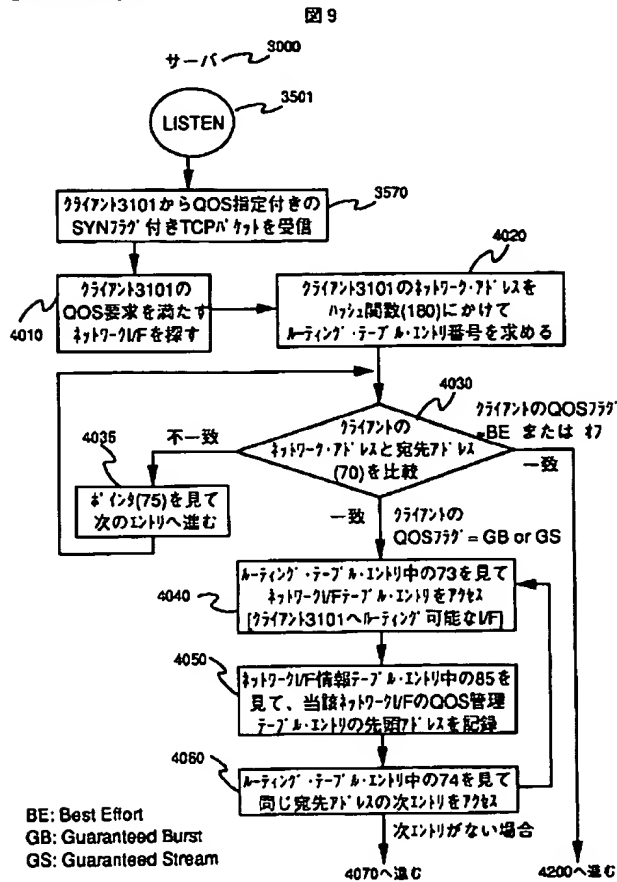 図9
サーバ 3000
LISTEN
3501
クライアント3101からQOS指定付きの
SYNフラグ付きTCPパケットを受信
3570
クライアント3101の
QOS要求を満たす
ネットワークI/Fを探す
4010
4020
クライアント3101のネットワーク・アドレスを
ハッシュ関数(180)にかけて
ルーティング・テーブル・エントリ番号を求める
4030
クライアントの
ネットワーク・アドレスと宛先アドレス
(70)を比較
クライアントのQOSフラグ
=BE または オフ
一致
不一致
4035
ポインタ(75)を見て
次のエントリへ進む
一致
クライアントの
QOSフラグ = GB or GS
ルーティング・テーブル・エントリ中の73を見て
ネットワークI/Fテーブル・エントリをアクセス
[クライアント3101へルーティング可能なI/F]
4040
4050
ネットワークI/F情報テーブル・エントリ中の85を
見て、当該ネットワークI/FのQOS管理
テーブル・エントリの先頭アドレスを記録
4060
ルーティング・テーブル・エントリ中の74を見て
同じ宛先アドレスの次エントリをアクセス
次エントリがない場合
BE: Best Effort
GB: Guaranteed Burst
GS: Guaranteed Stream
4070へ進む
4200へ進む